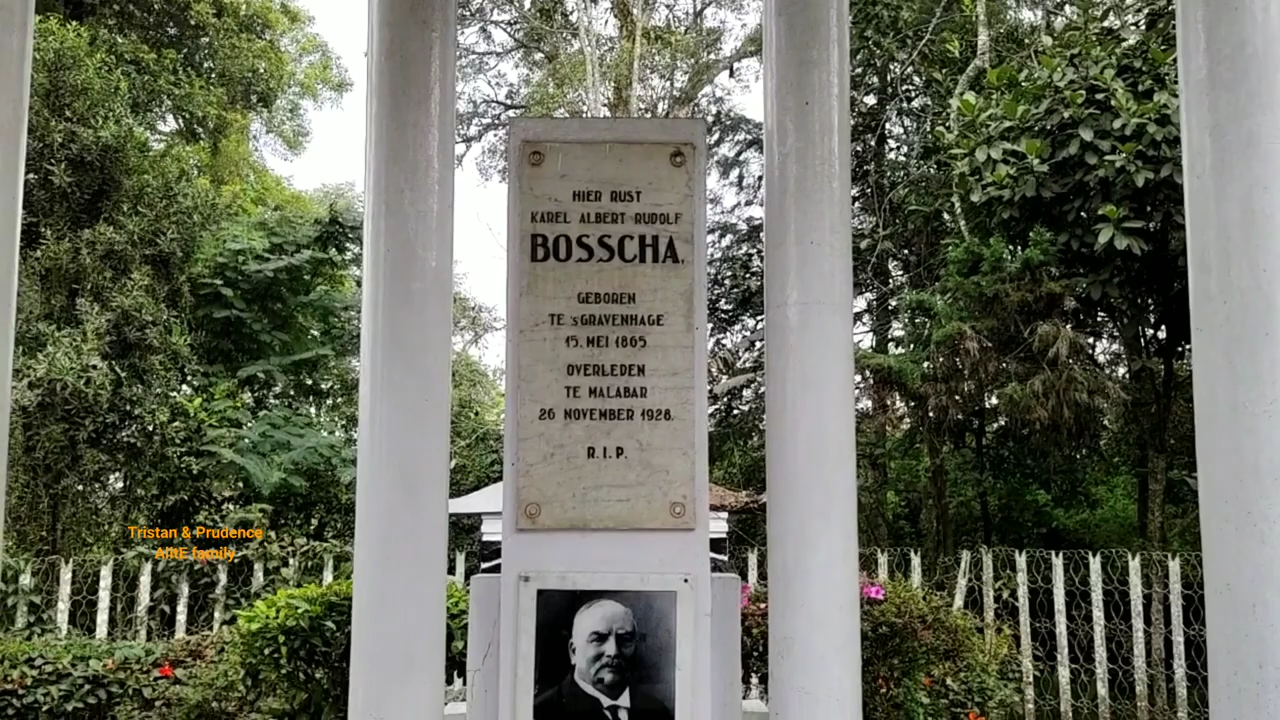 HIER RUST
KAREL ALBERT RUDOLF
BOSSCHA.
GEBOREN
TE 'sGRAVENHAGE
15. MEI 1865
OVERLEDEN
TE MALABAR
26 NOVEMBER 1928.
R. I. P.
Tristan & Prudence
AIRE family